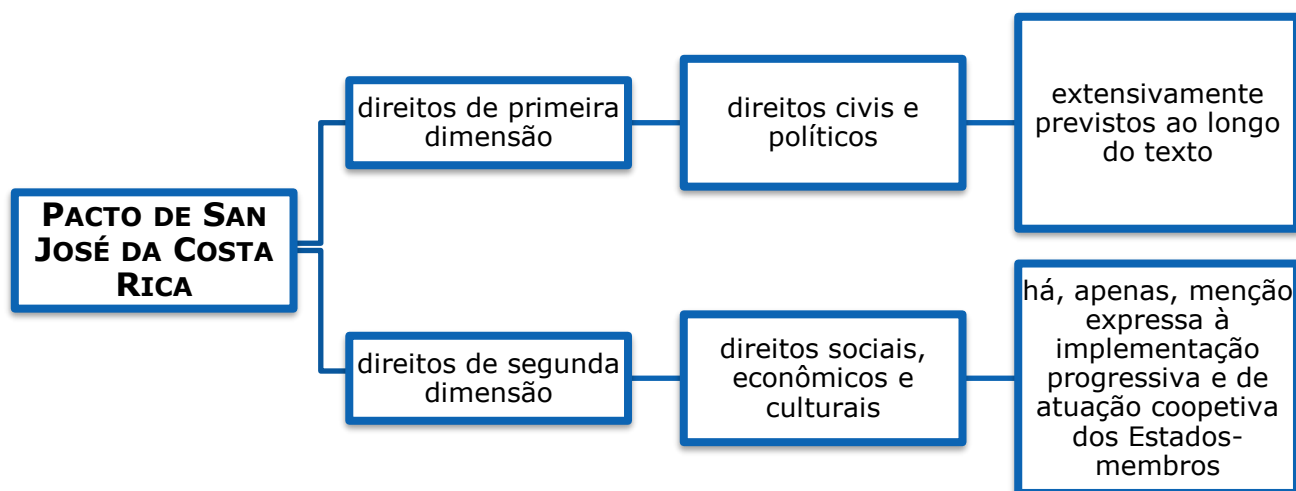 PACTO DE SAN
JOSÉ DA COSTA
RICA
direitos de primeira
dimensão
direitos civis e
políticos
extensivamente
previstos ao longo
do texto
direitos de segunda
dimensão
direitos sociais,
econômicos e
culturais
há, apenas, menção
expressa à
implementação
progressiva e de
atuação coopetiva
dos Estados-
membros